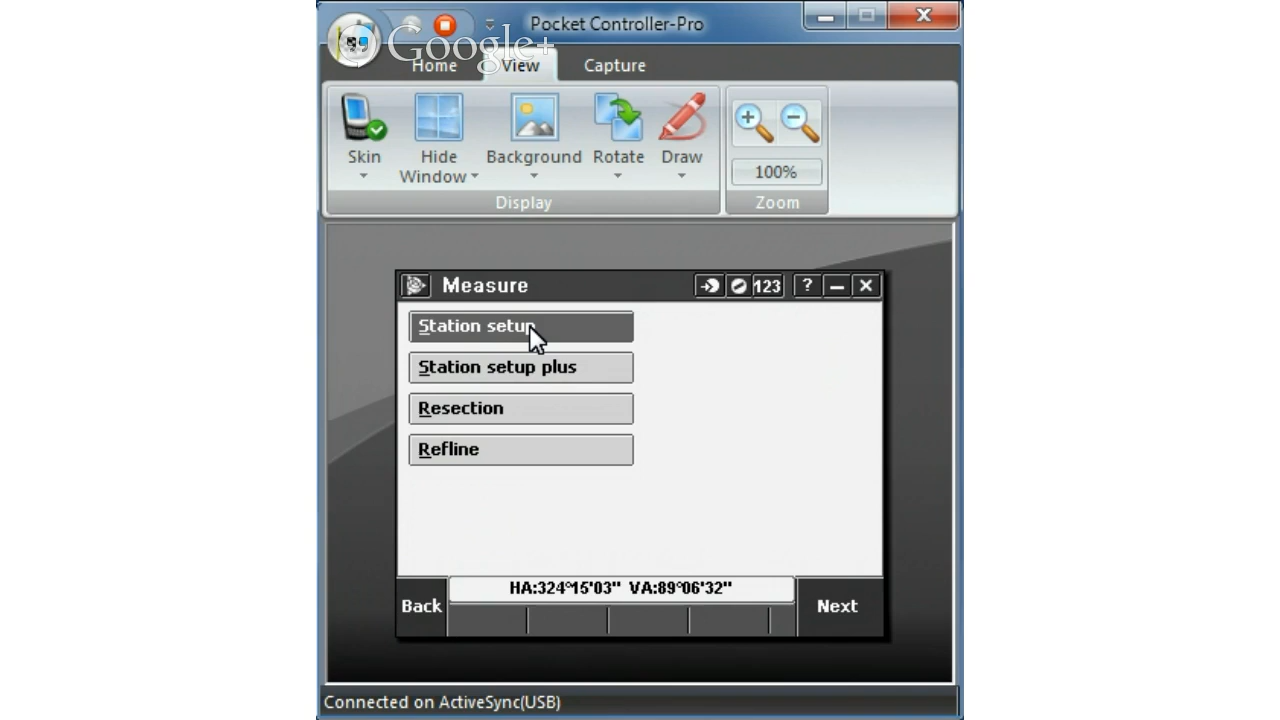 Pocket Controller-Pro
Google+
Home View Capture
Skin Hide Window Background Rotate Draw
100%
Display Zoom
Measure 123 ?
Station setup
Station setup plus
Resection
Refline
HA:324°15'03" VA:89°06'32"
Back Next
Connected on ActiveSync(USB)